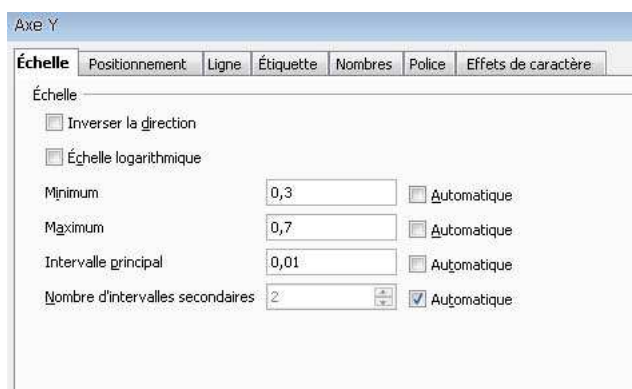 Axe Y
Échelle Positionnement Ligne Étiquette Nombres Police Effets de caractère
Échelle
Inverser la direction
Échelle logarithmique
Minimum 0,3 Automatique
Maximum 0,7 Automatique
Intervalle principal 0,01 Automatique
Nombre d'intervalles secondaires 2 Automatique